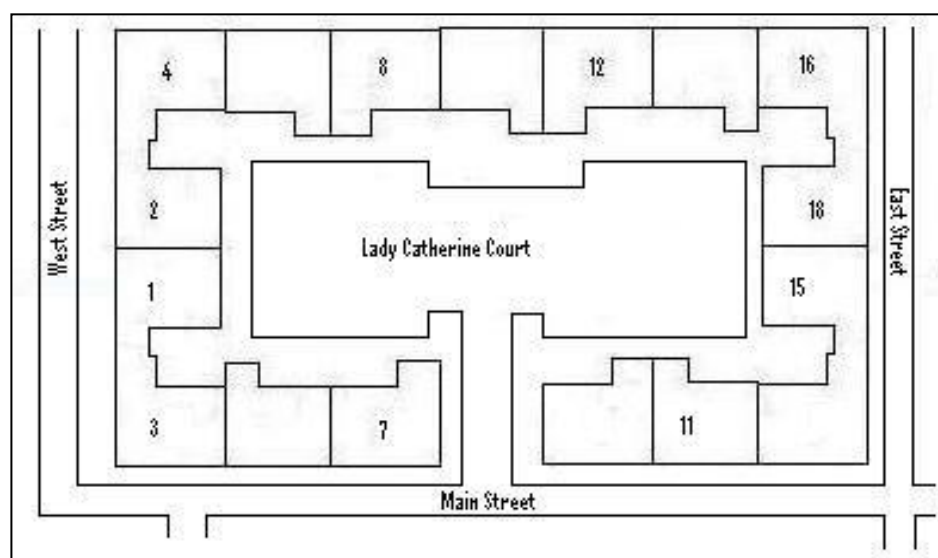 4 8 12 16
West Street
2 18
East Street
Lady Catherine Court
1 15
3 7 11
Main Street